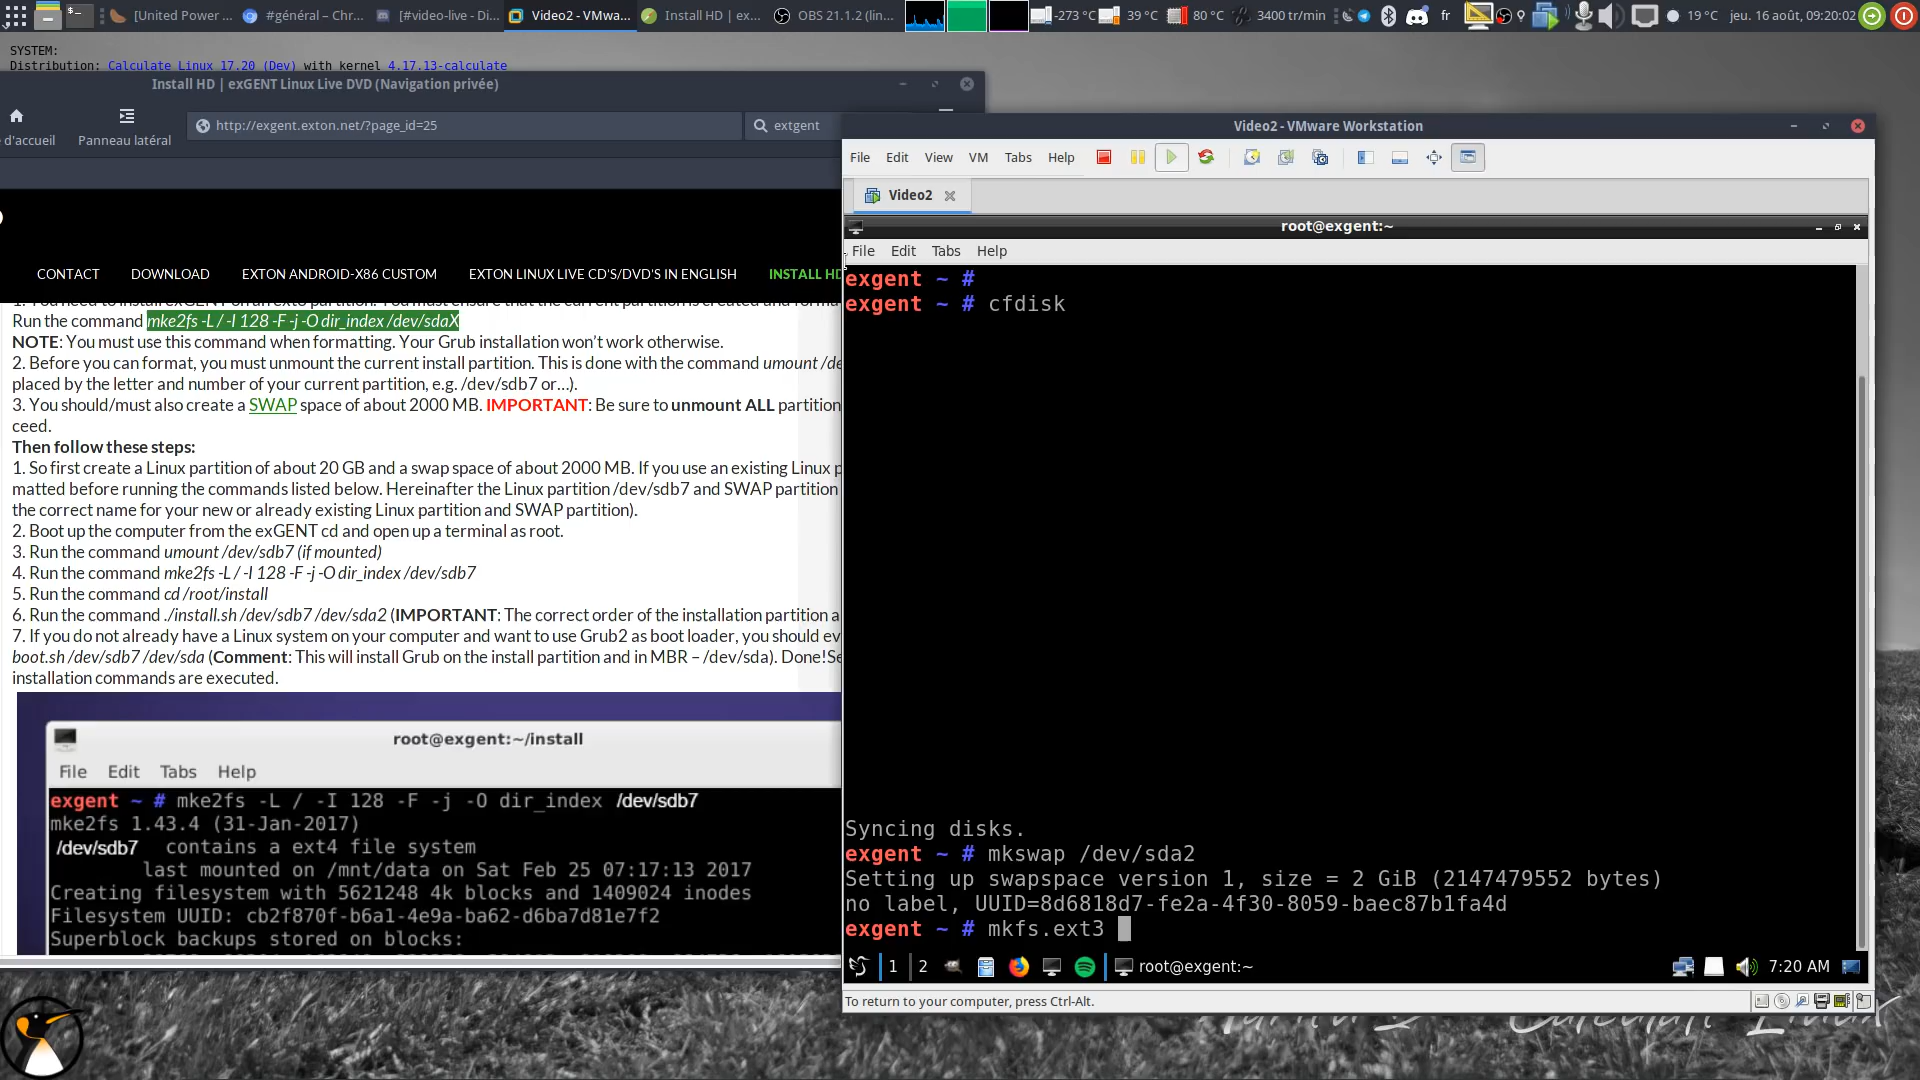 [United Power ...
#général – Chr...
[#video-live - Di...
Video2 - VMwa...
Install HD | ex...
OBS 21.1.2 (lin...
-273 °C
39 °C
80 °C
3400 tr/min
fr
19 °C
jeu. 16 août, 09:20:02
SYSTEM:
Distribution: Calculate Linux 17.20 (Dev) with kernel 4.17.13-calculate
Install HD | exGENT Linux Live DVD (Navigation privée)
d'accueil
Panneau latéral
http://exgent.exton.net/?page_id=25
extgent
CONTACT
DOWNLOAD
EXTON ANDROID-X86 CUSTOM
EXTON LINUX LIVE CD'S/DVD'S IN ENGLISH
INSTALL HD
Run the command mke2fs -L / -I 128 -F -j -O dir_index /dev/sdaX
NOTE: You must use this command when formatting. Your Grub installation won't work otherwise.
2. Before you can format, you must unmount the current install partition. This is done with the command umount /de
placed by the letter and number of your current partition, e.g. /dev/sdb7 or…).
3. You should/must also create a SWAP space of about 2000 MB. IMPORTANT: Be sure to unmount ALL partition
ceed.
Then follow these steps:
1. So first create a Linux partition of about 20 GB and a swap space of about 2000 MB. If you use an existing Linux p
matted before running the commands listed below. Hereinafter the Linux partition /dev/sdb7 and SWAP partition
the correct name for your new or already existing Linux partition and SWAP partition).
2. Boot up the computer from the exGENT cd and open up a terminal as root.
3. Run the command umount /dev/sdb7 (if mounted)
4. Run the command mke2fs -L / -I 128 -F -j -O dir_index /dev/sdb7
5. Run the command cd /root/install
6. Run the command ./install.sh /dev/sdb7 /dev/sda2 (IMPORTANT: The correct order of the installation partition a
7. If you do not already have a Linux system on your computer and want to use Grub2 as boot loader, you should ev
boot.sh /dev/sdb7 /dev/sda (Comment: This will install Grub on the install partition and in MBR – /dev/sda). Done!Se
installation commands are executed.
root@exgent:~/install
File Edit Tabs Help
exgent ~ # mke2fs -L / -I 128 -F -j -O dir_index /dev/sdb7
mke2fs 1.43.4 (31-Jan-2017)
/dev/sdb7 contains a ext4 file system
last mounted on /mnt/data on Sat Feb 25 07:17:13 2017
Creating filesystem with 5621248 4k blocks and 1409024 inodes
Filesystem UUID: cb2f870f-b6a1-4e9a-ba62-d6ba7d81e7f2
Superblock backups stored on blocks:
Video2 - VMware Workstation
File Edit View VM Tabs Help
Video2
root@exgent:~
File Edit Tabs Help
exgent ~ #
exgent ~ # cfdisk
Syncing disks.
exgent ~ # mkswap /dev/sda2
Setting up swapspace version 1, size = 2 GiB (2147479552 bytes)
no label, UUID=8d6818d7-fe2a-4f30-8059-baec87b1fa4d
exgent ~ # mkfs.ext3
1
2
root@exgent:~
7:20 AM
To return to your computer, press Ctrl-Alt.